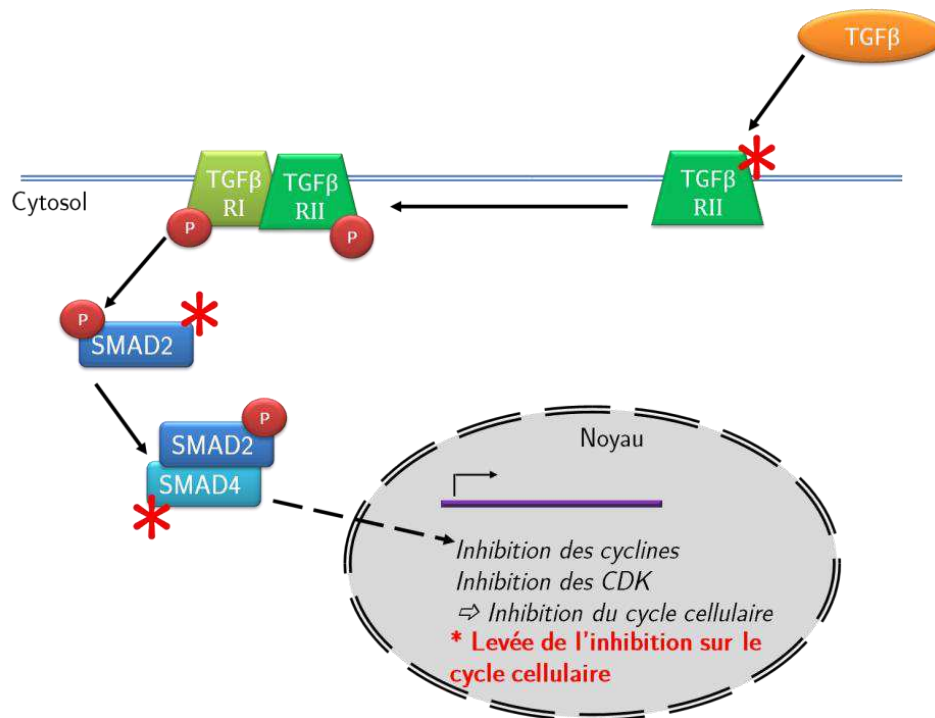 TGFβ
TGFβ
RI
TGFβ
RII
TGFβ
RII
Cytosol
P
P
P
SMAD2
P
SMAD2
SMAD4
Noyau
Inhibition des cyclines
Inhibition des CDK
⇨ Inhibition du cycle cellulaire
* Levée de l'inhibition sur le
cycle cellulaire